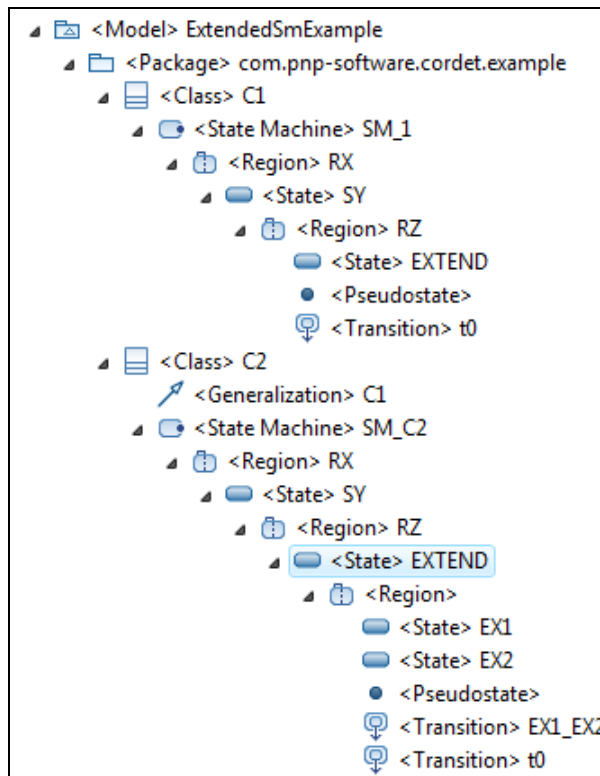 <Model> ExtendedSmExample
<Package> com.pnp-software.cordet.example
<Class> C1
<State Machine> SM_1
<Region> RX
<State> SY
<Region> RZ
<State> EXTEND
<Pseudostate>
<Transition> t0
<Class> C2
<Generalization> C1
<State Machine> SM_C2
<Region> RX
<State> SY
<Region> RZ
<State> EXTEND
<Region>
<State> EX1
<State> EX2
<Pseudostate>
<Transition> EX1_EX2
<Transition> t0